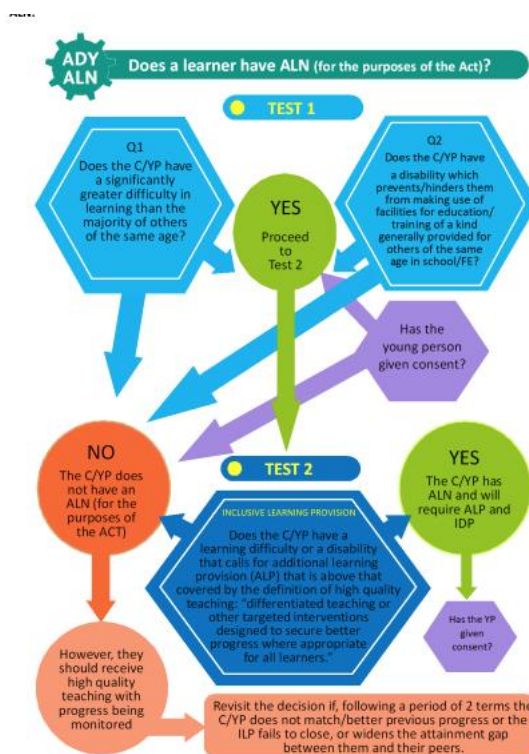 ALN.
ADY
ALN
Does a learner have ALN (for the purposes of the Act)?
TEST 1
Q1
Does the C/YP have
a significantly
greater difficulty in
learning than the
majority of others
of the same age?
Q2
Does the C/YP have
a disability which
prevents/hinders them
from making use of
facilities for education/
training of a kind
generally provided for
others of the same
age in school/FE?
YES
Proceed
to
Test 2
Has the
young person
given consent?
NO
The C/YP does
not have an
ALN (for the
purposes of
the ACT)
TEST 2
YES
The C/YP has
ALN and will
require ALP and
IDP
INCLUSIVE LEARNING PROVISION
Does the C/YP have a
learning difficulty or a disability
that calls for additional learning
provision (ALP) that is above that
covered by the definition of high quality
teaching: “differentiated teaching or
other targeted interventions
designed to secure better
progress where appropriate
for all learners.”
Has the YP
given
consent?
However, they
should receive
high quality
teaching with
progress being
monitored
Revisit the decision if, following a period of 2 terms the
C/YP does not match/better previous progress or the
ILP fails to close, or widens the attainment gap
between them and their peers.